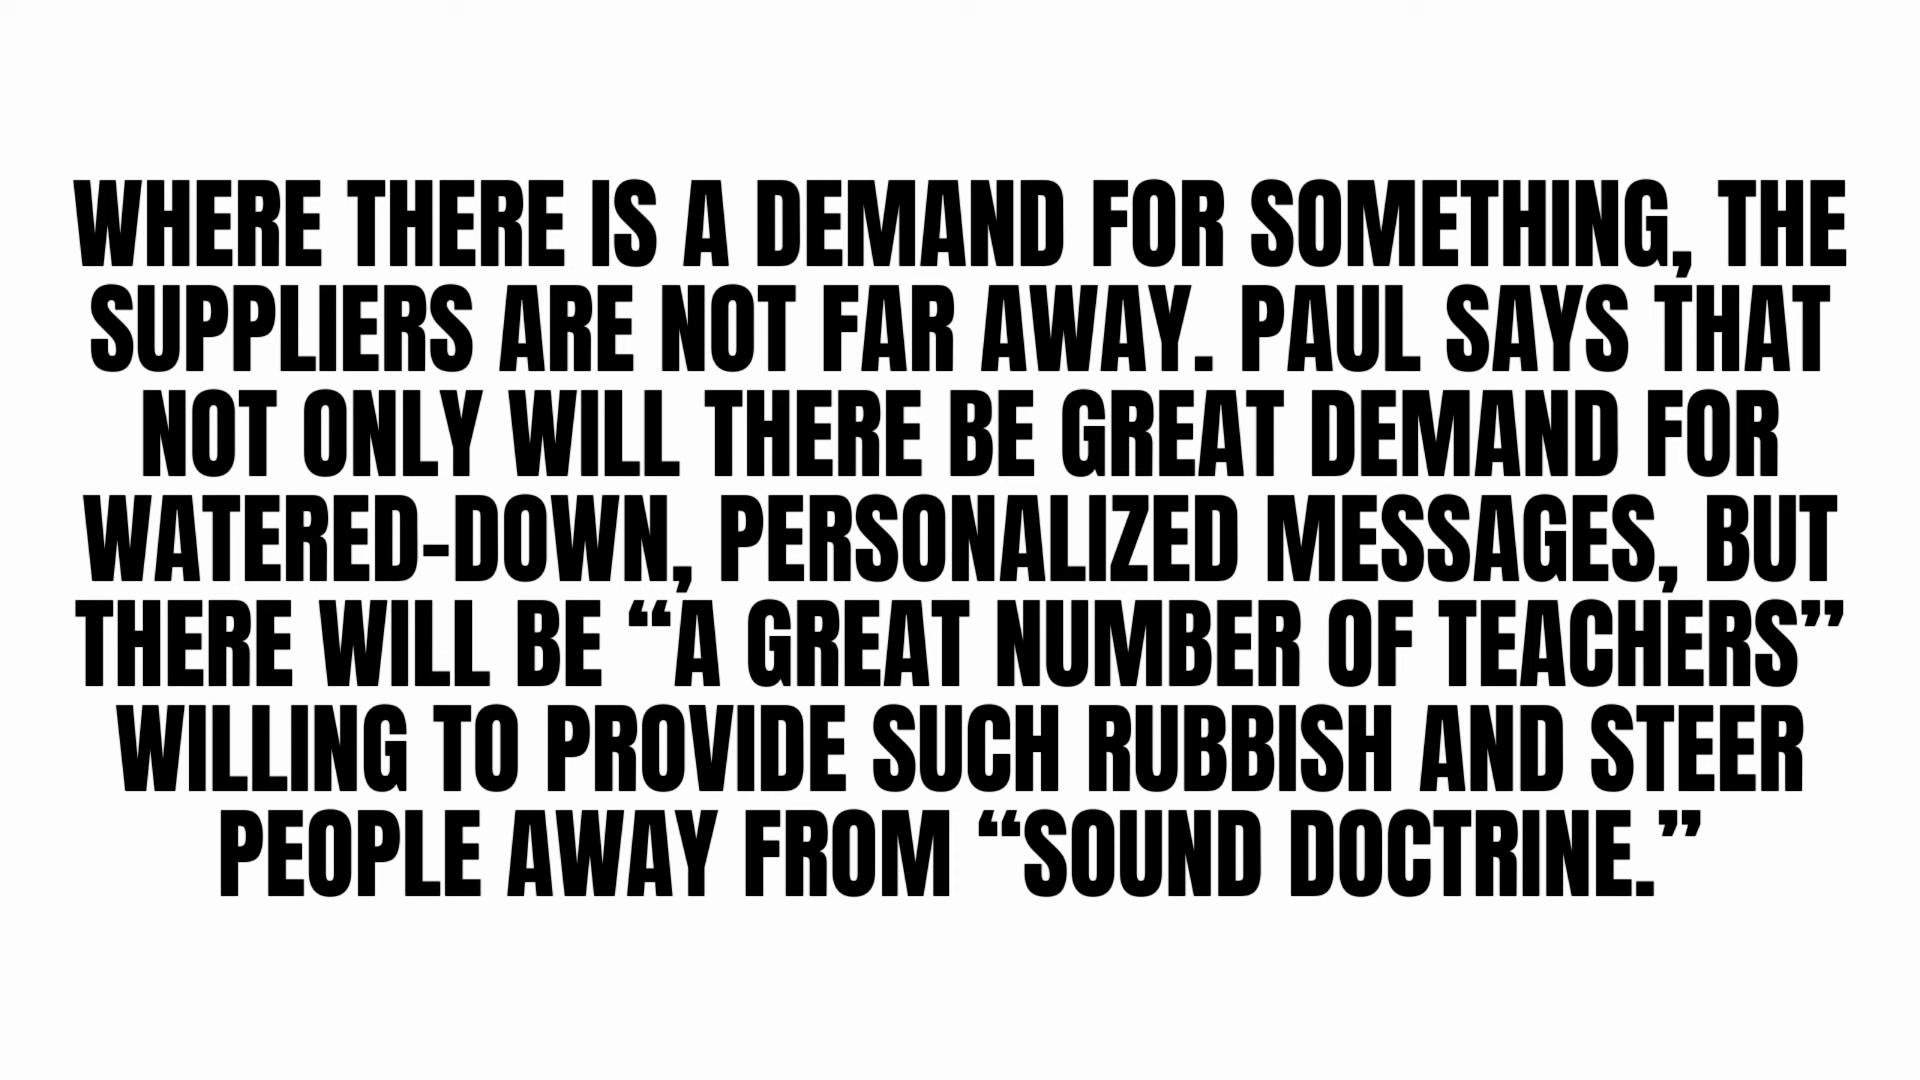 WHERE THERE IS A DEMAND FOR SOMETHING, THE
SUPPLIERS ARE NOT FAR AWAY. PAUL SAYS THAT
NOT ONLY WILL THERE BE GREAT DEMAND FOR
WATERED-DOWN, PERSONALIZED MESSAGES, BUT
THERE WILL BE “A GREAT NUMBER OF TEACHERS”
WILLING TO PROVIDE SUCH RUBBISH AND STEER
PEOPLE AWAY FROM “SOUND DOCTRINE.”